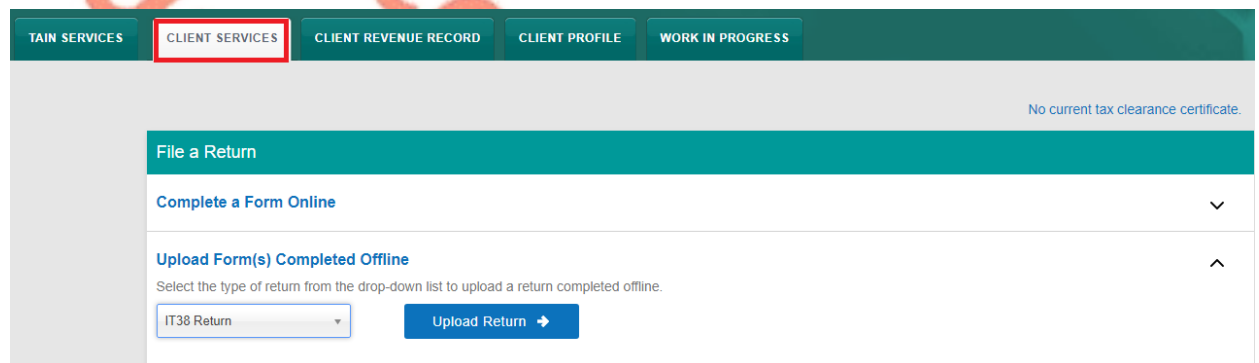 TAIN SERVICES
CLIENT SERVICES
CLIENT REVENUE RECORD
CLIENT PROFILE
WORK IN PROGRESS
No current tax clearance certificate.
File a Return
Complete a Form Online
Upload Form(s) Completed Offline
Select the type of return from the drop-down list to upload a return completed offline.
IT38 Return
Upload Return